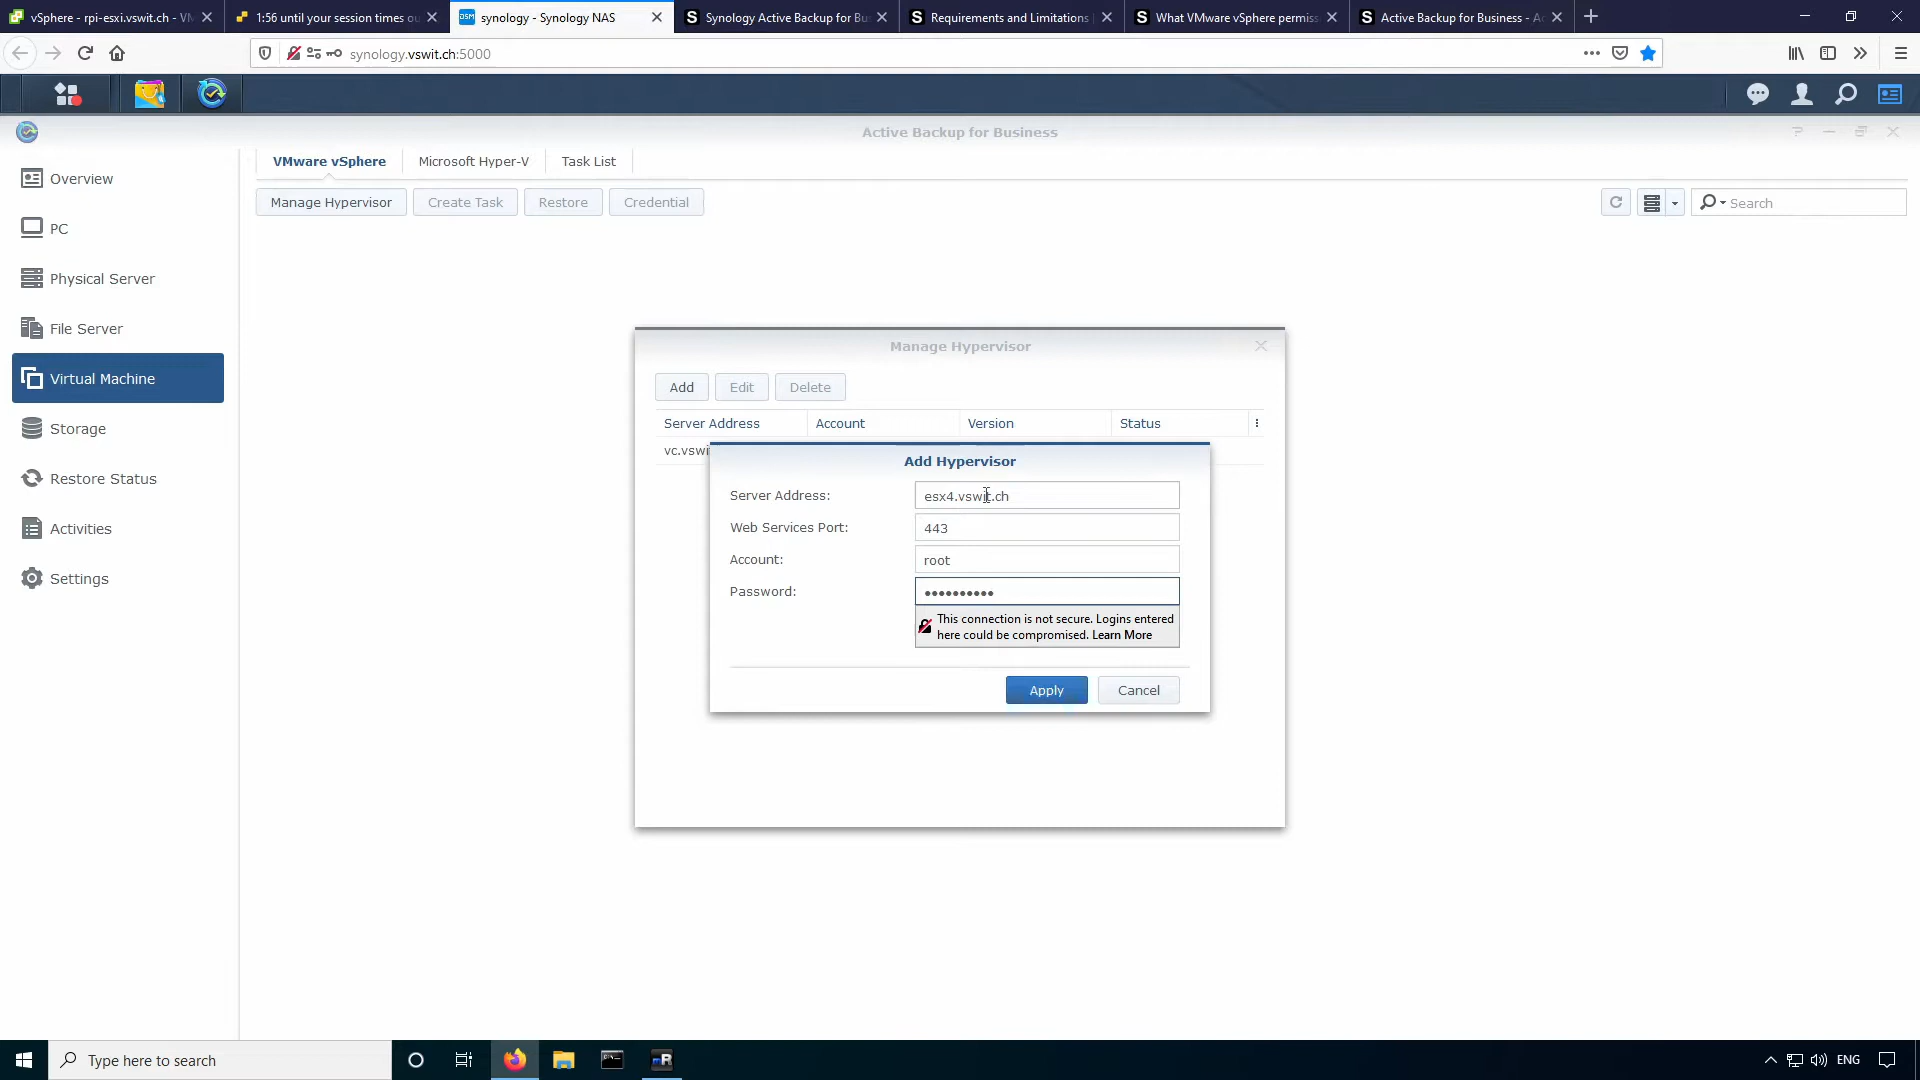 vSphere - rpi-esxi.vswit.ch - VM
1:56 until your session times ou
synology - Synology NAS
Synology Active Backup for Bu
Requirements and Limitations
What VMware vSphere permiss
Active Backup for Business - A
synology.vswit.ch:5000
Active Backup for Business
Overview
PC
Physical Server
File Server
Virtual Machine
Storage
Restore Status
Activities
Settings
VMware vSphere
Microsoft Hyper-V
Task List
Manage Hypervisor
Create Task
Restore
Credential
Search
Manage Hypervisor
Add
Edit
Delete
Server Address
Account
Version
Status
vc.vswi
Add Hypervisor
Server Address:
esx4.vswit.ch
Web Services Port:
443
Account:
root
Password:
••••••••••
This connection is not secure. Logins entered
here could be compromised. Learn More
Apply
Cancel
Type here to search
ENG